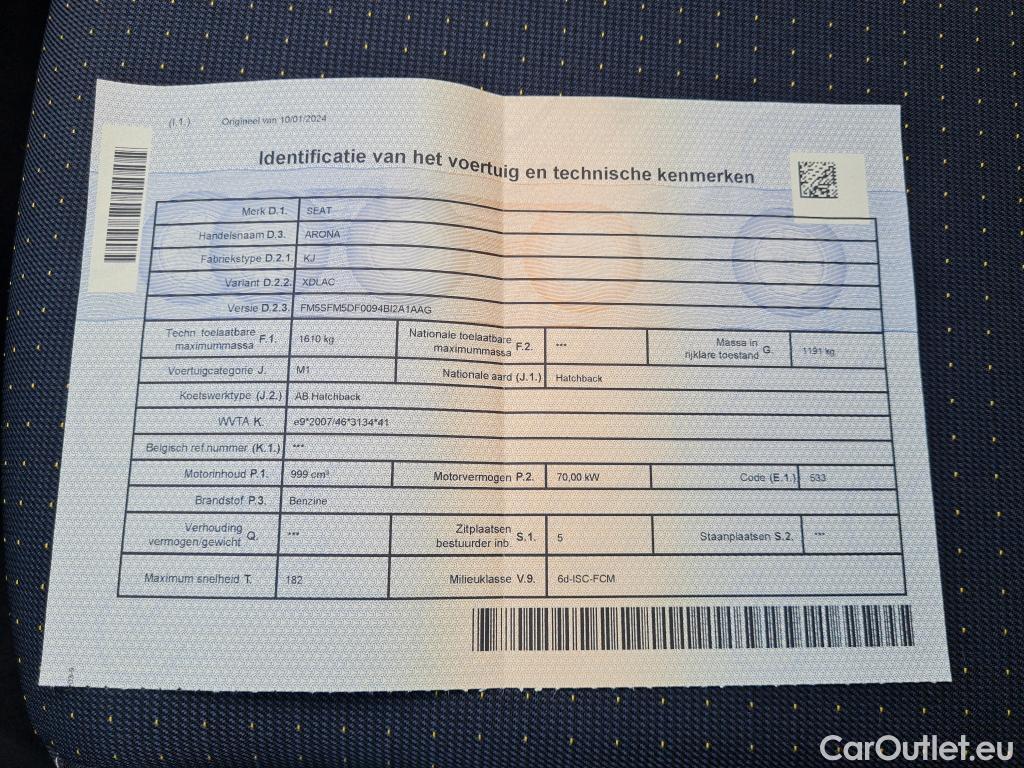 (I.1.) Origineel van 10/01/2024
Identificatie van het voertuig en technische kenmerken
Merk D.1. SEAT
Handelsnaam D.3. ARONA
Fabriekstype D.2.1. KJ
Variant D.2.2. XDLAC
Versie D.2.3. FM5SFM5DF0094BI2A1AAG
Techn. toelaatbare maximummassa F.1. 1610 kg Nationale toelaatbare maximummassa F.2. *** Massa in rijklare toestand G. 1191 kg
Voertuigcategorie J. M1 Nationale aard (J.1.) Hatchback
Koetswerktype (J.2.) AB Hatchback
WVTA K. e9*2007/46*3134*41
Belgisch ref.nummer (K.1.) ***
Motorinhoud P.1. 999 cm³ Motorvermogen P.2. 70,00 kW Code (E.1.) 533
Brandstof P.3. Benzine
Verhouding vermogen/gewicht Q. *** Zitplaatsen bestuurder inb. S.1. 5 Staanplaatsen S.2. ***
Maximum snelheid T. 182 Milieuklasse V.9. 6d-ISC-FCM
CarOutlet.eu